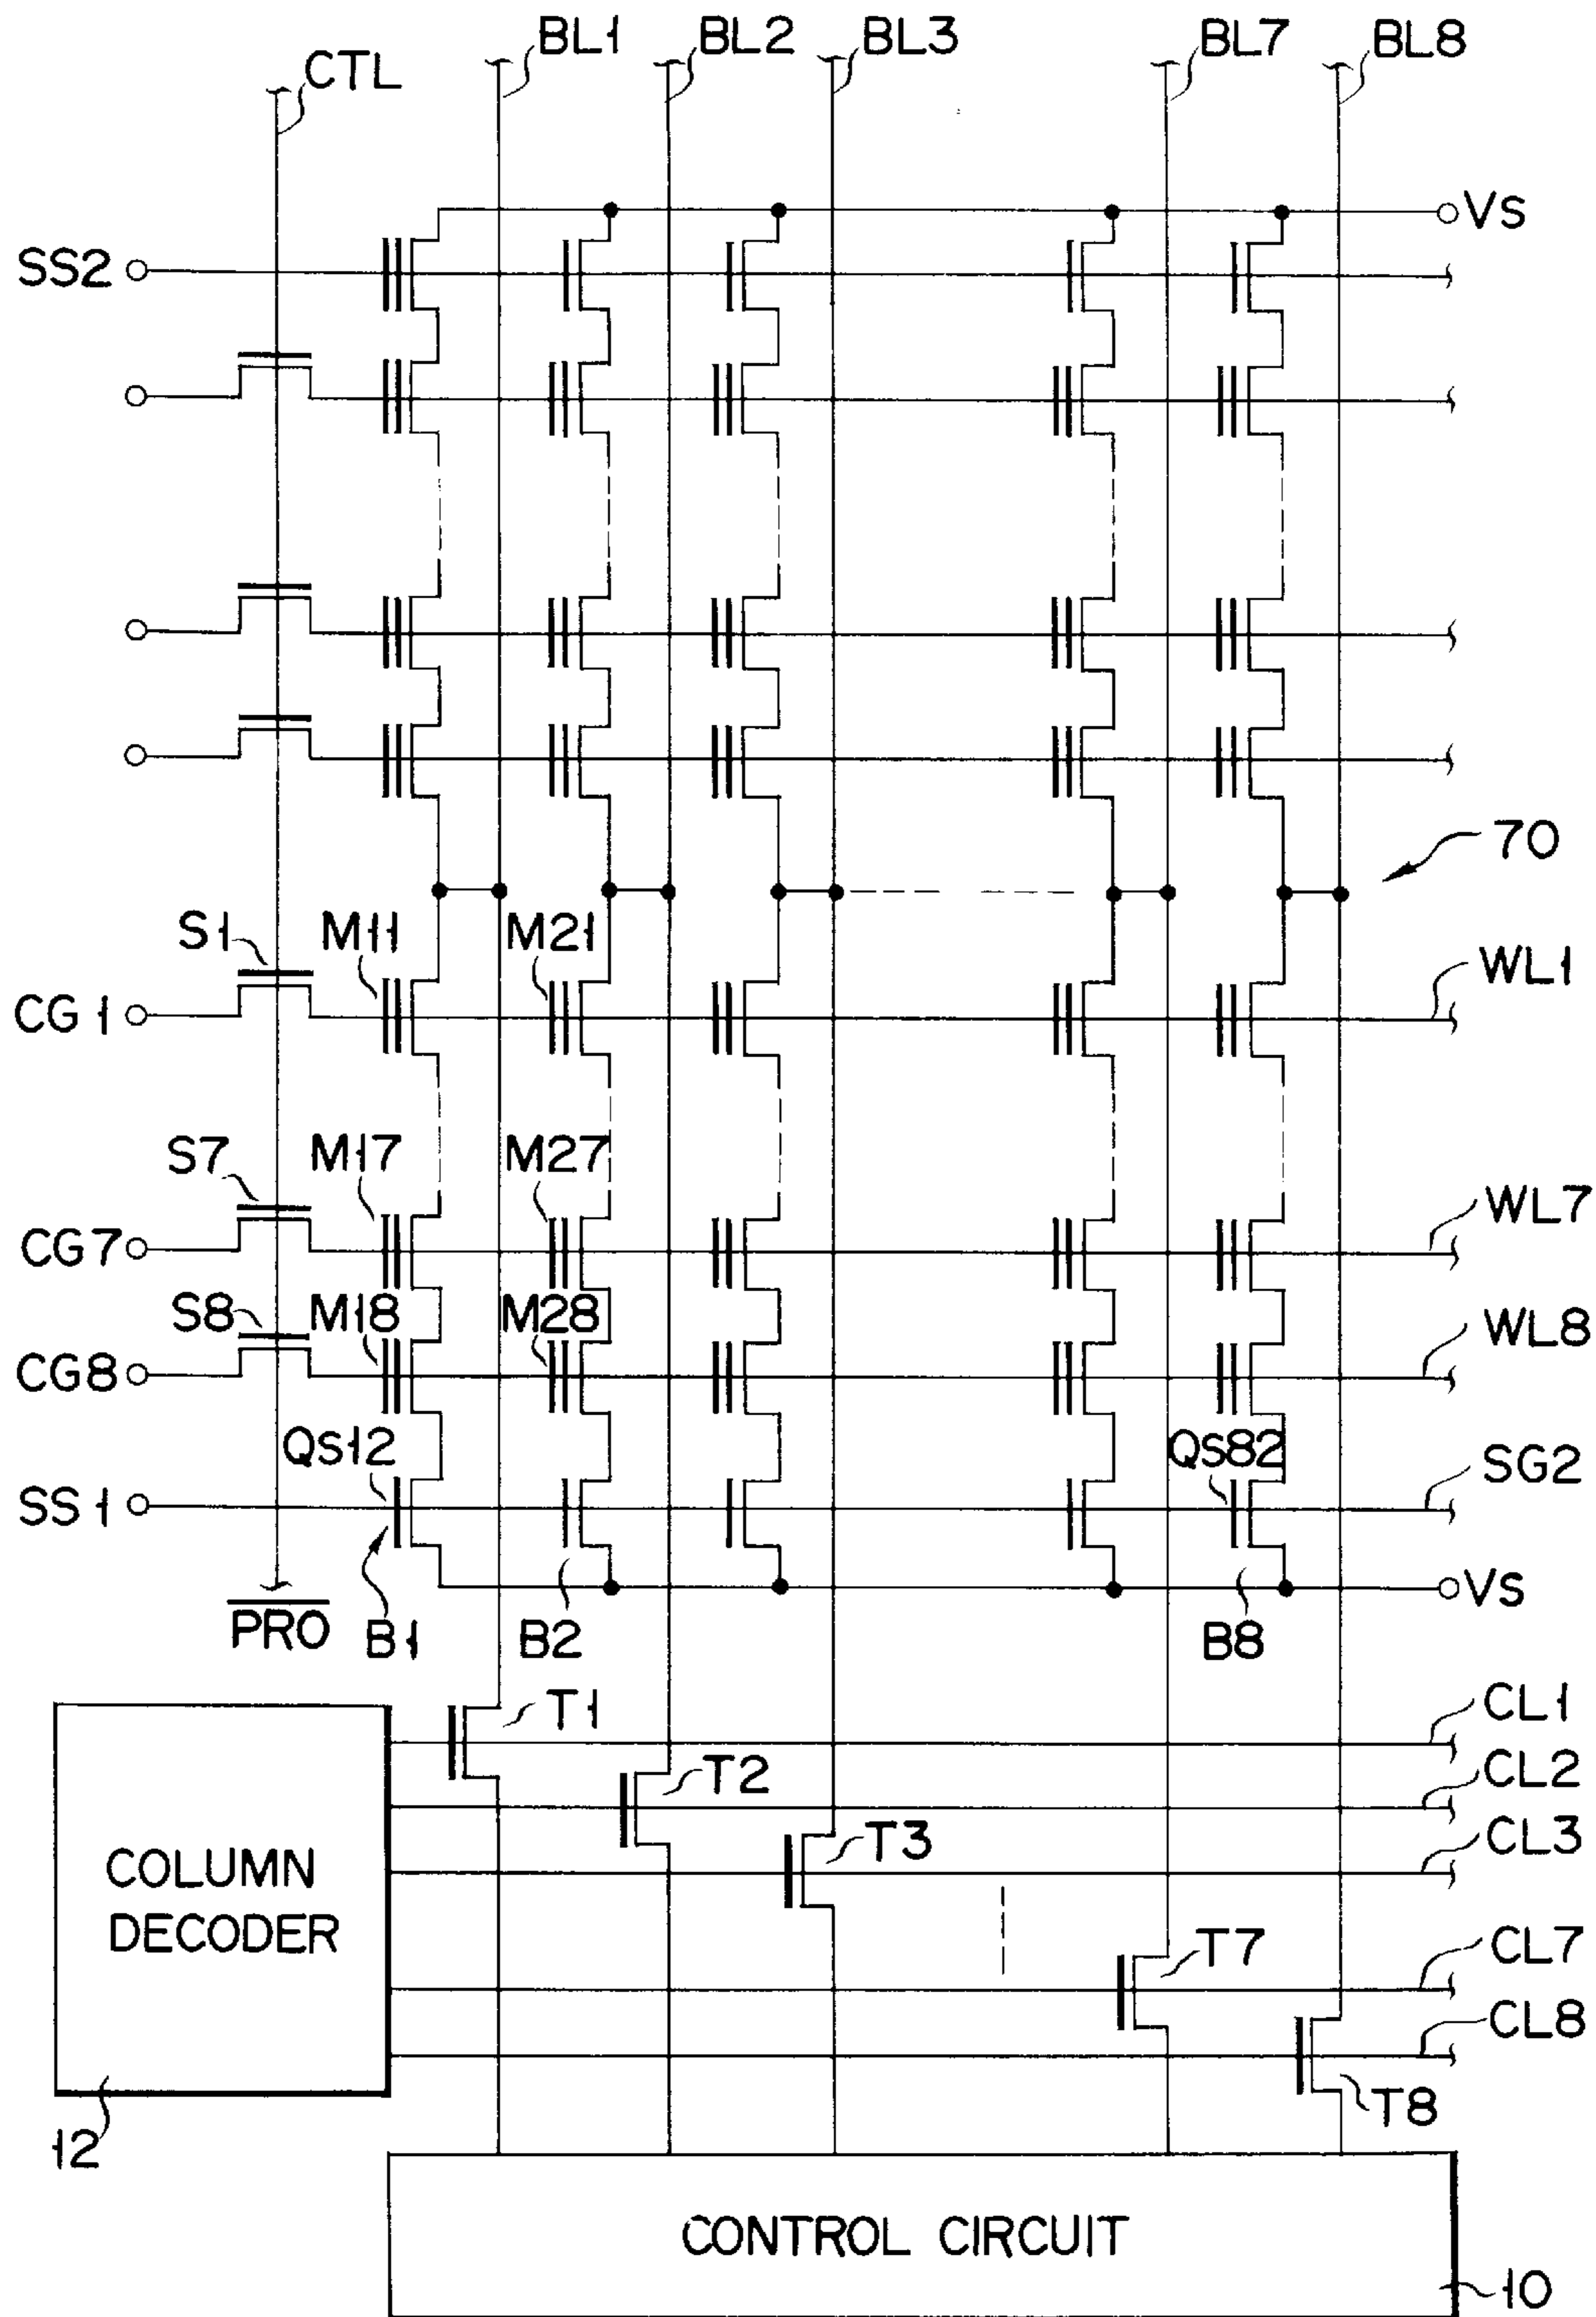 BL1 BL2 BL3 BL7 BL8
CTL
Vs
SS2
70
S1 M11 M21
WL1
CG1
S7 M17 M27
WL7
CG7
S8 M18 M28
WL8
CG8
Qs12 Qs82
SG2
SS1
Vs
PRO B1 B2 B8
CL1
T1
CL2
T2
CL3
T3
COLUMN
DECODER
CL7
T7
CL8
T8
12
CONTROL CIRCUIT
10